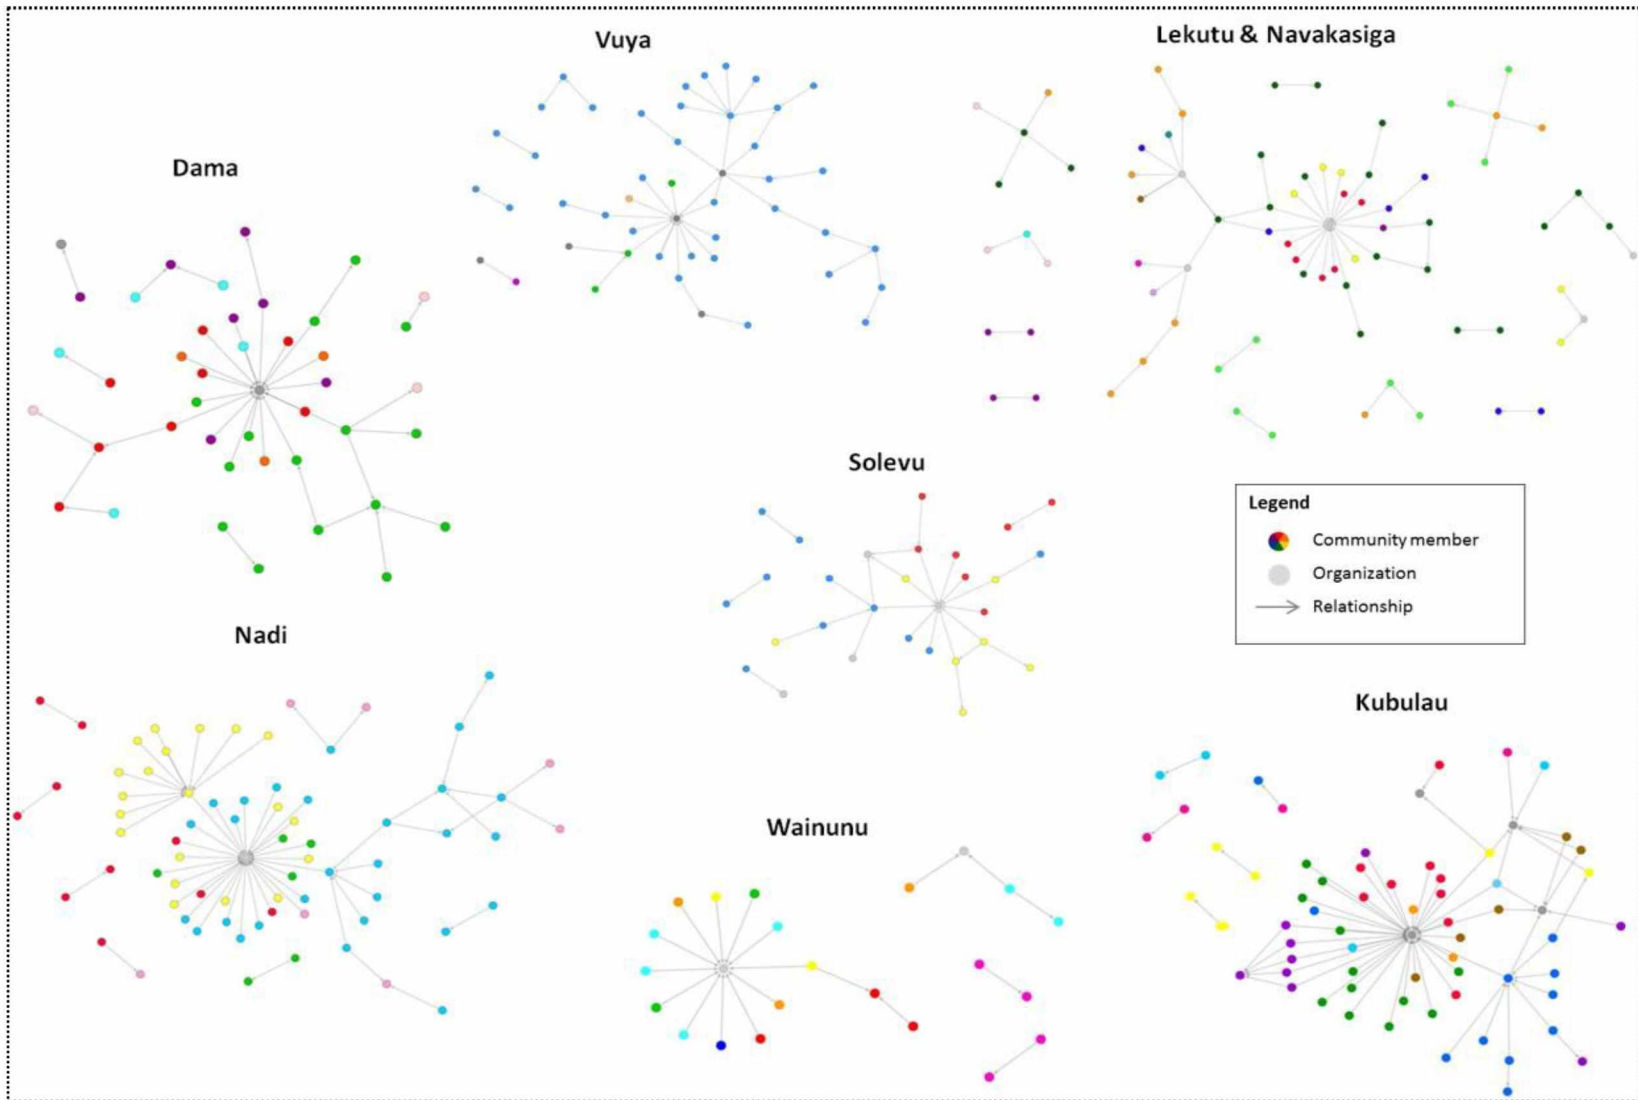 Vuya
Lekutu & Navakasiga
Dama
Solevu
Legend
Community member
Organization
Relationship
Nadi
Kubulau
Wainunu